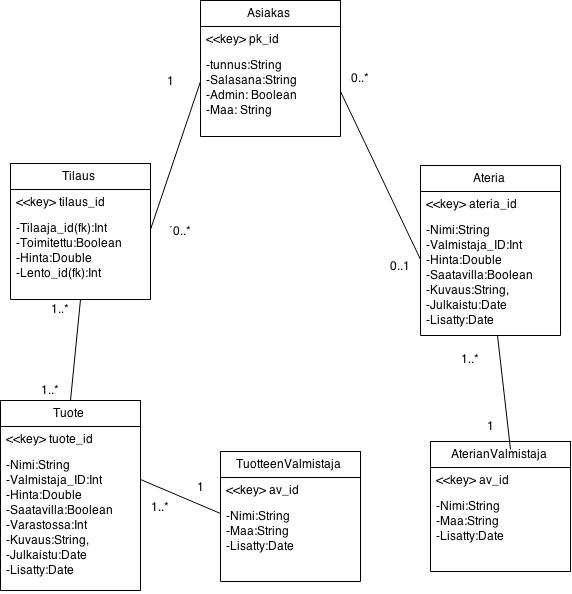 Asiakas
<<key> pk_id
-tunnus:String
-Salasana:String
-Admin: Boolean
-Maa: String
1
0..*
Tilaus
<<key> tilaus_id
-Tilaaja_id(fk):Int
-Toimitettu:Boolean
-Hinta:Double
-Lento_id(fk):Int
´0..*
1..*
Ateria
<<key> ateria_id
-Nimi:String
-Valmistaja_ID:Int
-Hinta:Double
-Saatavilla:Boolean
-Kuvaus:String,
-Julkaistu:Date
-Lisatty:Date
0..1
1..*
1..*
Tuote
<<key> tuote_id
-Nimi:String
-Valmistaja_ID:Int
-Hinta:Double
-Saatavilla:Boolean
-Varastossa:Int
-Kuvaus:String,
-Julkaistu:Date
-Lisatty:Date
1..*
1
TuotteenValmistaja
<<key> av_id
-Nimi:String
-Maa:String
-Lisatty:Date
1
AterianValmistaja
<<key> av_id
-Nimi:String
-Maa:String
-Lisatty:Date